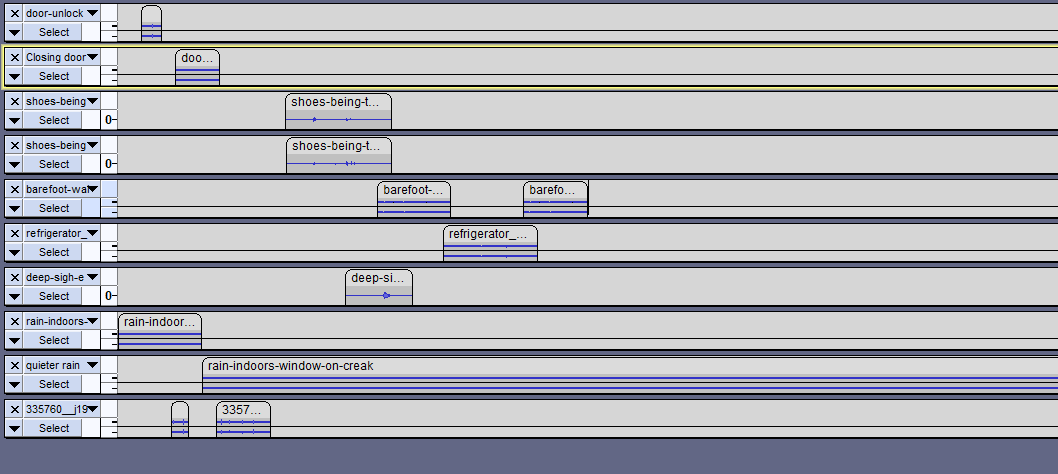 door-unlock
Select
Closing door
doo...
Select
shoes-being
shoes-being-t...
Select
0
shoes-being
shoes-being-t...
Select
0
barefoot-wal
barefoot-...
barefo...
Select
refrigerator_
refrigerator_...
Select
deep-sigh-e
deep-si...
Select
0
rain-indoors-
rain-indoor...
Select
quieter rain
rain-indoors-window-on-creak
Select
335760__j19
3357...
Select